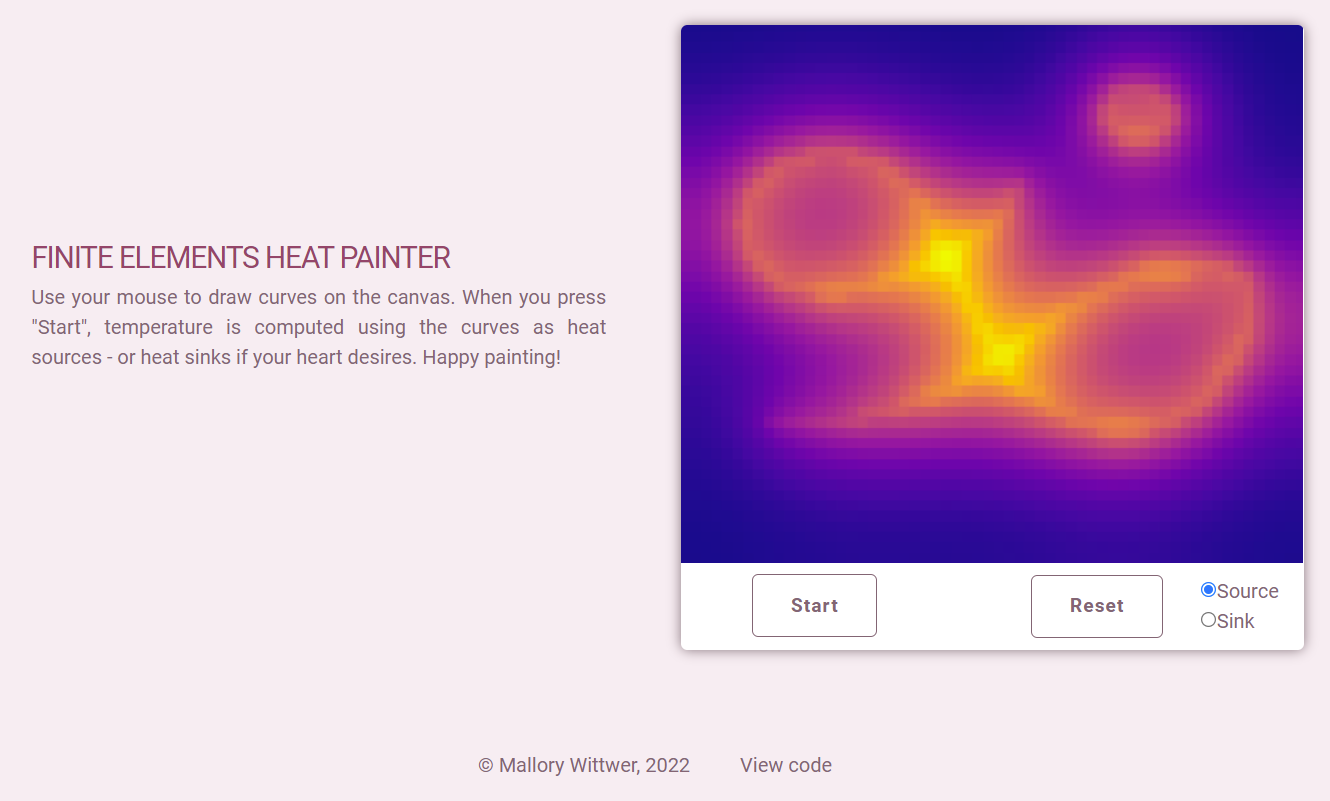 FINITE ELEMENTS HEAT PAINTER
Use your mouse to draw curves on the canvas. When you press
"Start", temperature is computed using the curves as heat
sources - or heat sinks if your heart desires. Happy painting!
Start
Reset
Source
Sink
© Mallory Wittwer, 2022
View code